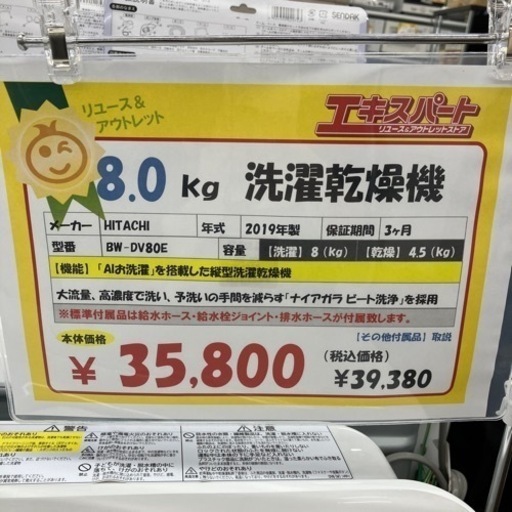 SENDAK
リユース&
アウトレット
エキスパート
リユース&アウトレットストア
8.0 kg 洗濯乾燥機
メーカー HITACHI 年式 2019年製 保証期間 3ヶ月
型番 BW-DV80E 容量 【洗濯】8(kg) 【乾燥】4.5(kg)
【機能】「AIお洗濯」を搭載した縦型洗濯乾燥機
大流量、高濃度で洗い、予洗いの手間を減らす「ナイアガラ ビート洗浄」を採用
※標準付属品は給水ホース・給水栓ジョイント・排水ホースが付属致します。
【その他付属品】取説
本体価格
¥35,800 (税込価格)
¥39,380
警告
注意